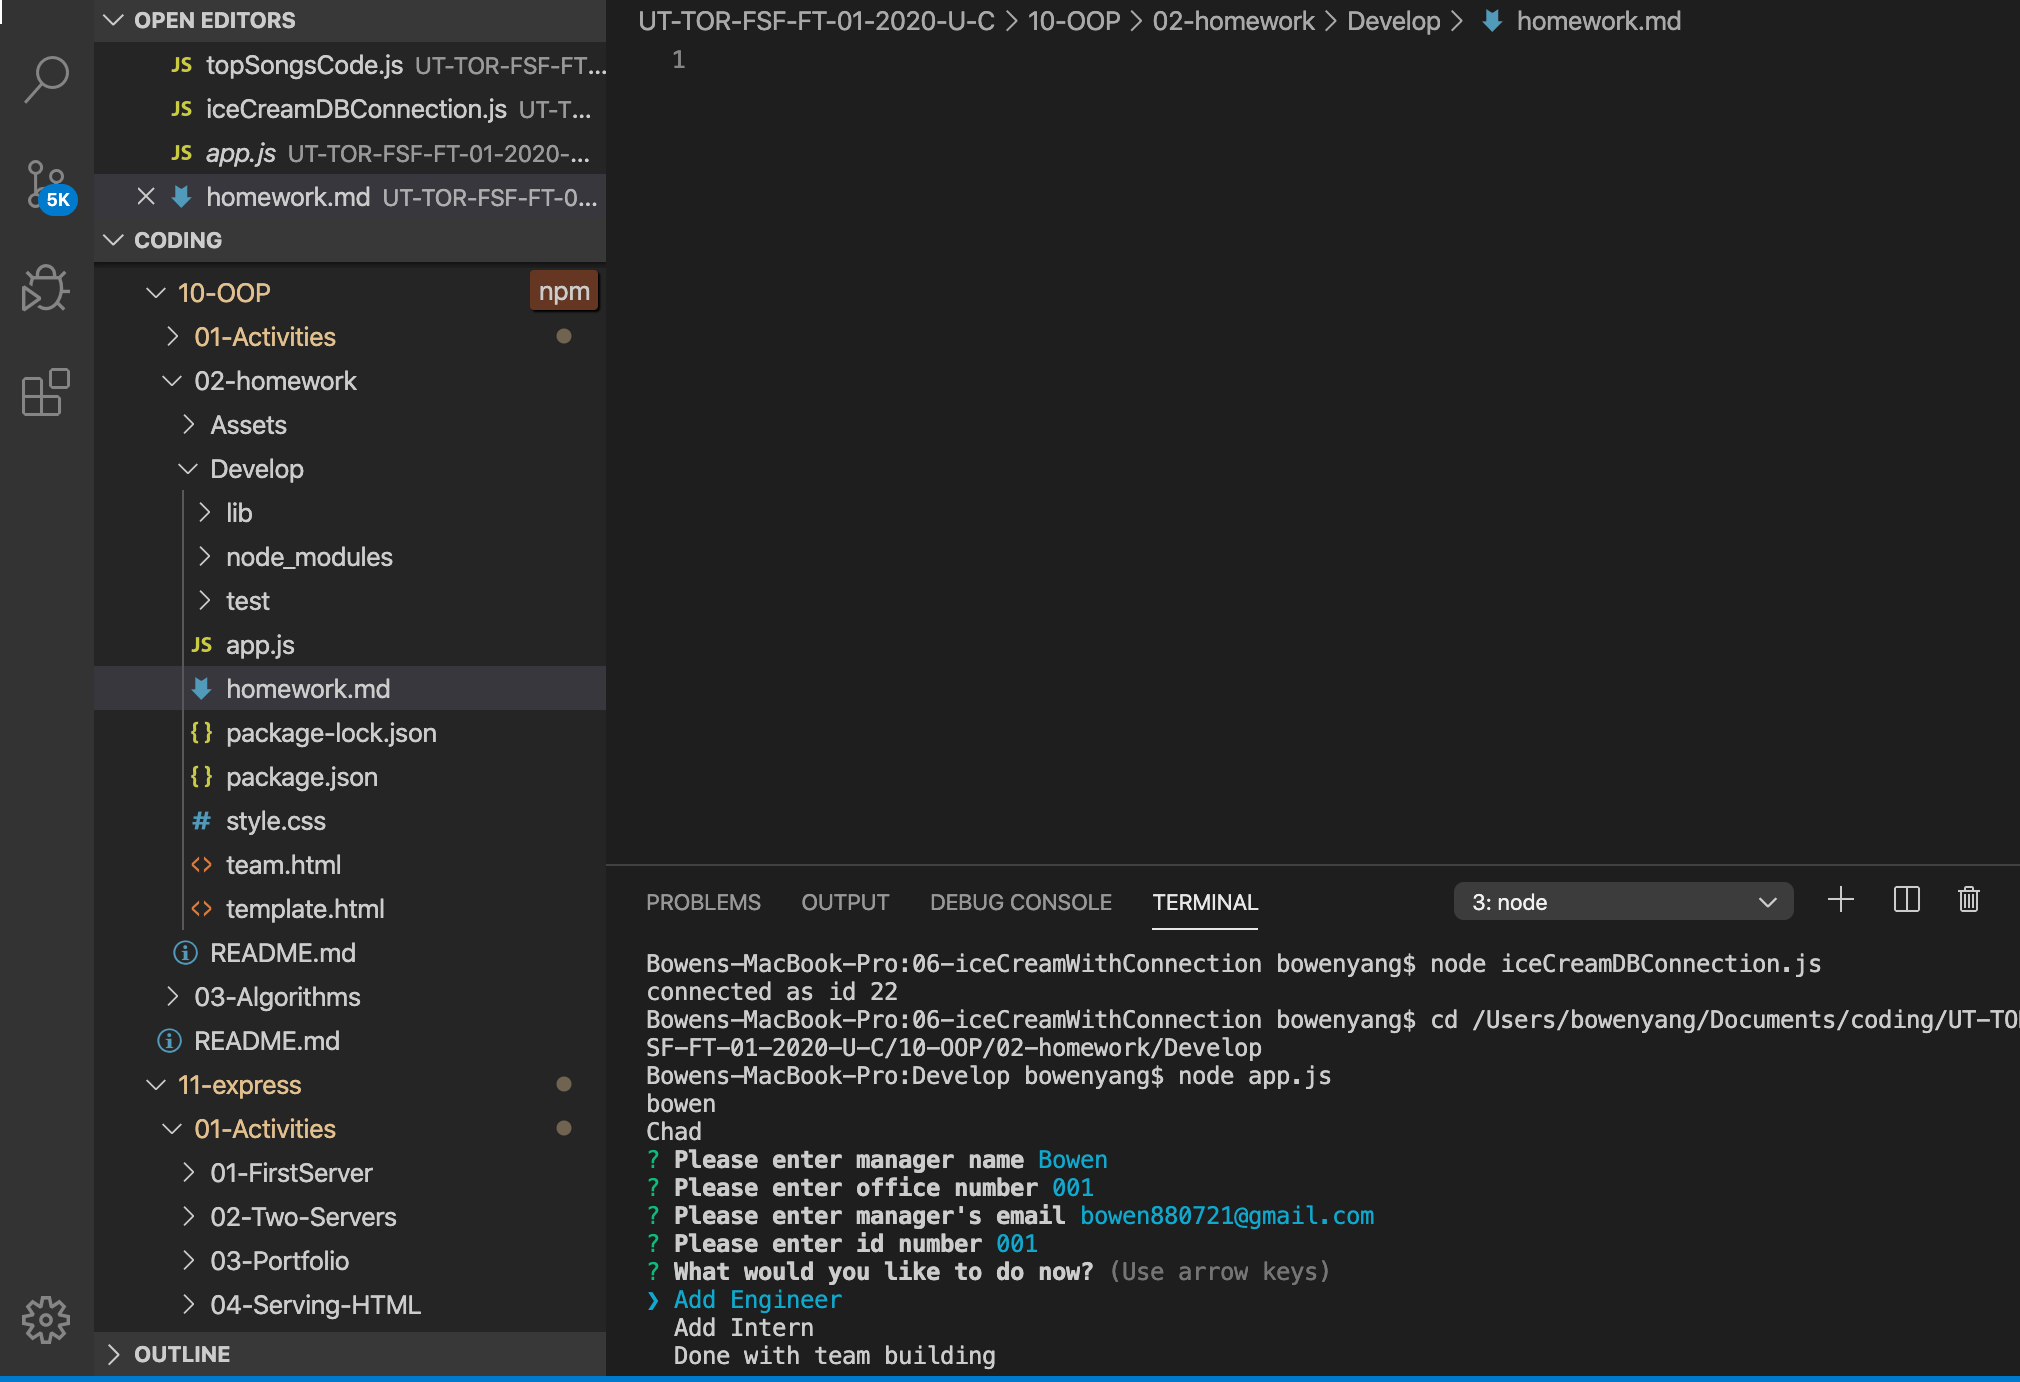 OPEN EDITORS
JS topSongsCode.js UT-TOR-FSF-FT...
JS iceCreamDBConnection.js UT-T...
JS app.js UT-TOR-FSF-FT-01-2020-...
homework.md UT-TOR-FSF-FT-0...
5K
CODING
10-OOP
npm
01-Activities
02-homework
Assets
Develop
lib
node_modules
test
JS app.js
homework.md
{} package-lock.json
{} package.json
# style.css
<> team.html
<> template.html
README.md
03-Algorithms
README.md
11-express
01-Activities
01-FirstServer
02-Two-Servers
03-Portfolio
04-Serving-HTML
OUTLINE
UT-TOR-FSF-FT-01-2020-U-C > 10-OOP > 02-homework > Develop > homework.md
1
PROBLEMS OUTPUT DEBUG CONSOLE TERMINAL 3: node
Bowens-MacBook-Pro:06-iceCreamWithConnection bowenyang$ node iceCreamDBConnection.js
connected as id 22
Bowens-MacBook-Pro:06-iceCreamWithConnection bowenyang$ cd /Users/bowenyang/Documents/coding/UT-TO
SF-FT-01-2020-U-C/10-OOP/02-homework/Develop
Bowens-MacBook-Pro:Develop bowenyang$ node app.js
bowen
Chad
? Please enter manager name Bowen
? Please enter office number 001
? Please enter manager's email bowen880721@gmail.com
? Please enter id number 001
? What would you like to do now? (Use arrow keys)
❯ Add Engineer
Add Intern
Done with team building